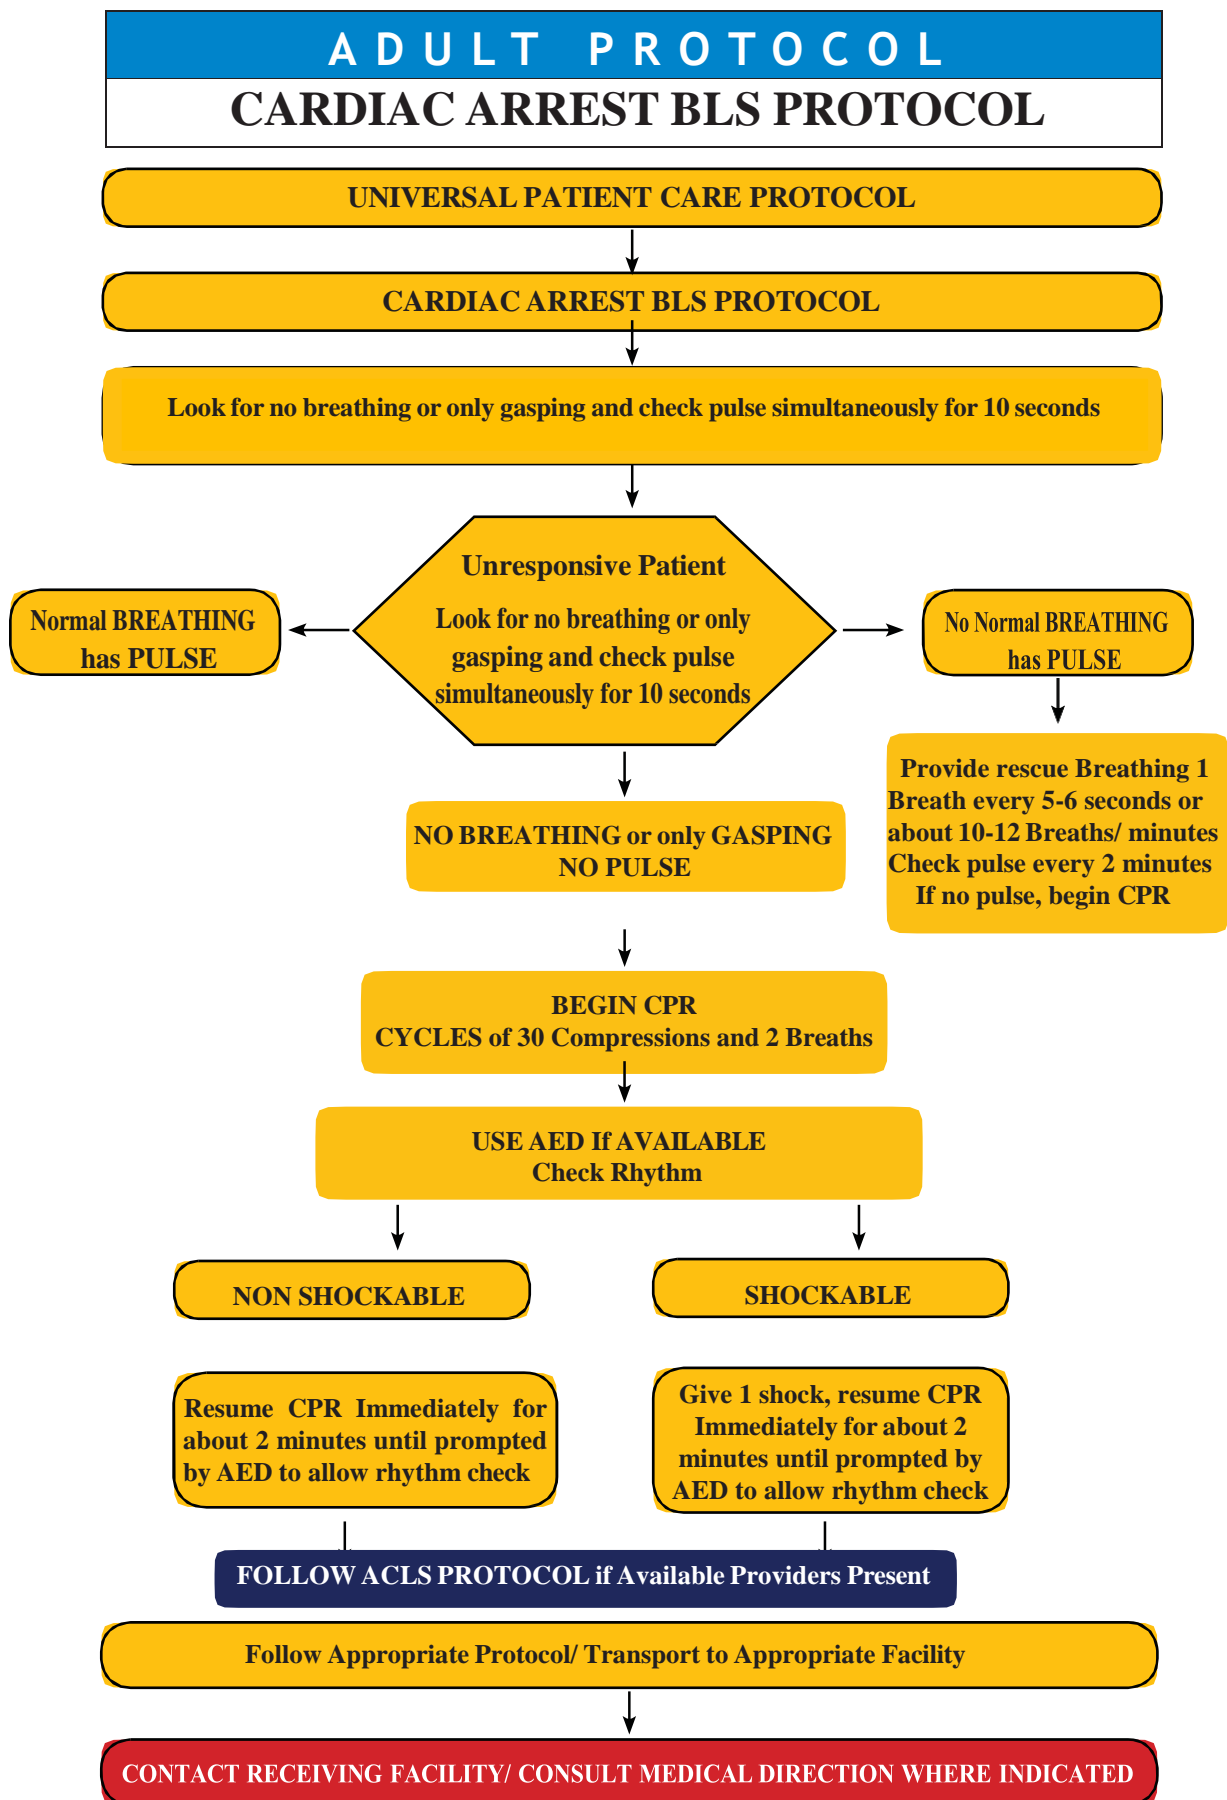 ADULT PROTOCOL
CARDIAC ARREST BLS PROTOCOL
UNIVERSAL PATIENT CARE PROTOCOL
CARDIAC ARREST BLS PROTOCOL
Look for no breathing or only gasping and check pulse simultaneously for 10 seconds
Unresponsive Patient
Look for no breathing or only
gasping and check pulse
simultaneously for 10 seconds
Normal BREATHING
has PULSE
No Normal BREATHING
has PULSE
Provide rescue Breathing 1
Breath every 5-6 seconds or
about 10-12 Breaths/ minutes
Check pulse every 2 minutes
If no pulse, begin CPR
NO BREATHING or only GASPING
NO PULSE
BEGIN CPR
CYCLES of 30 Compressions and 2 Breaths
USE AED If AVAILABLE
Check Rhythm
NON SHOCKABLE
SHOCKABLE
Resume CPR Immediately for
about 2 minutes until prompted
by AED to allow rhythm check
Give 1 shock, resume CPR
Immediately for about 2
minutes until prompted by
AED to allow rhythm check
FOLLOW ACLS PROTOCOL if Available Providers Present
Follow Appropriate Protocol/ Transport to Appropriate Facility
CONTACT RECEIVING FACILITY/ CONSULT MEDICAL DIRECTION WHERE INDICATED